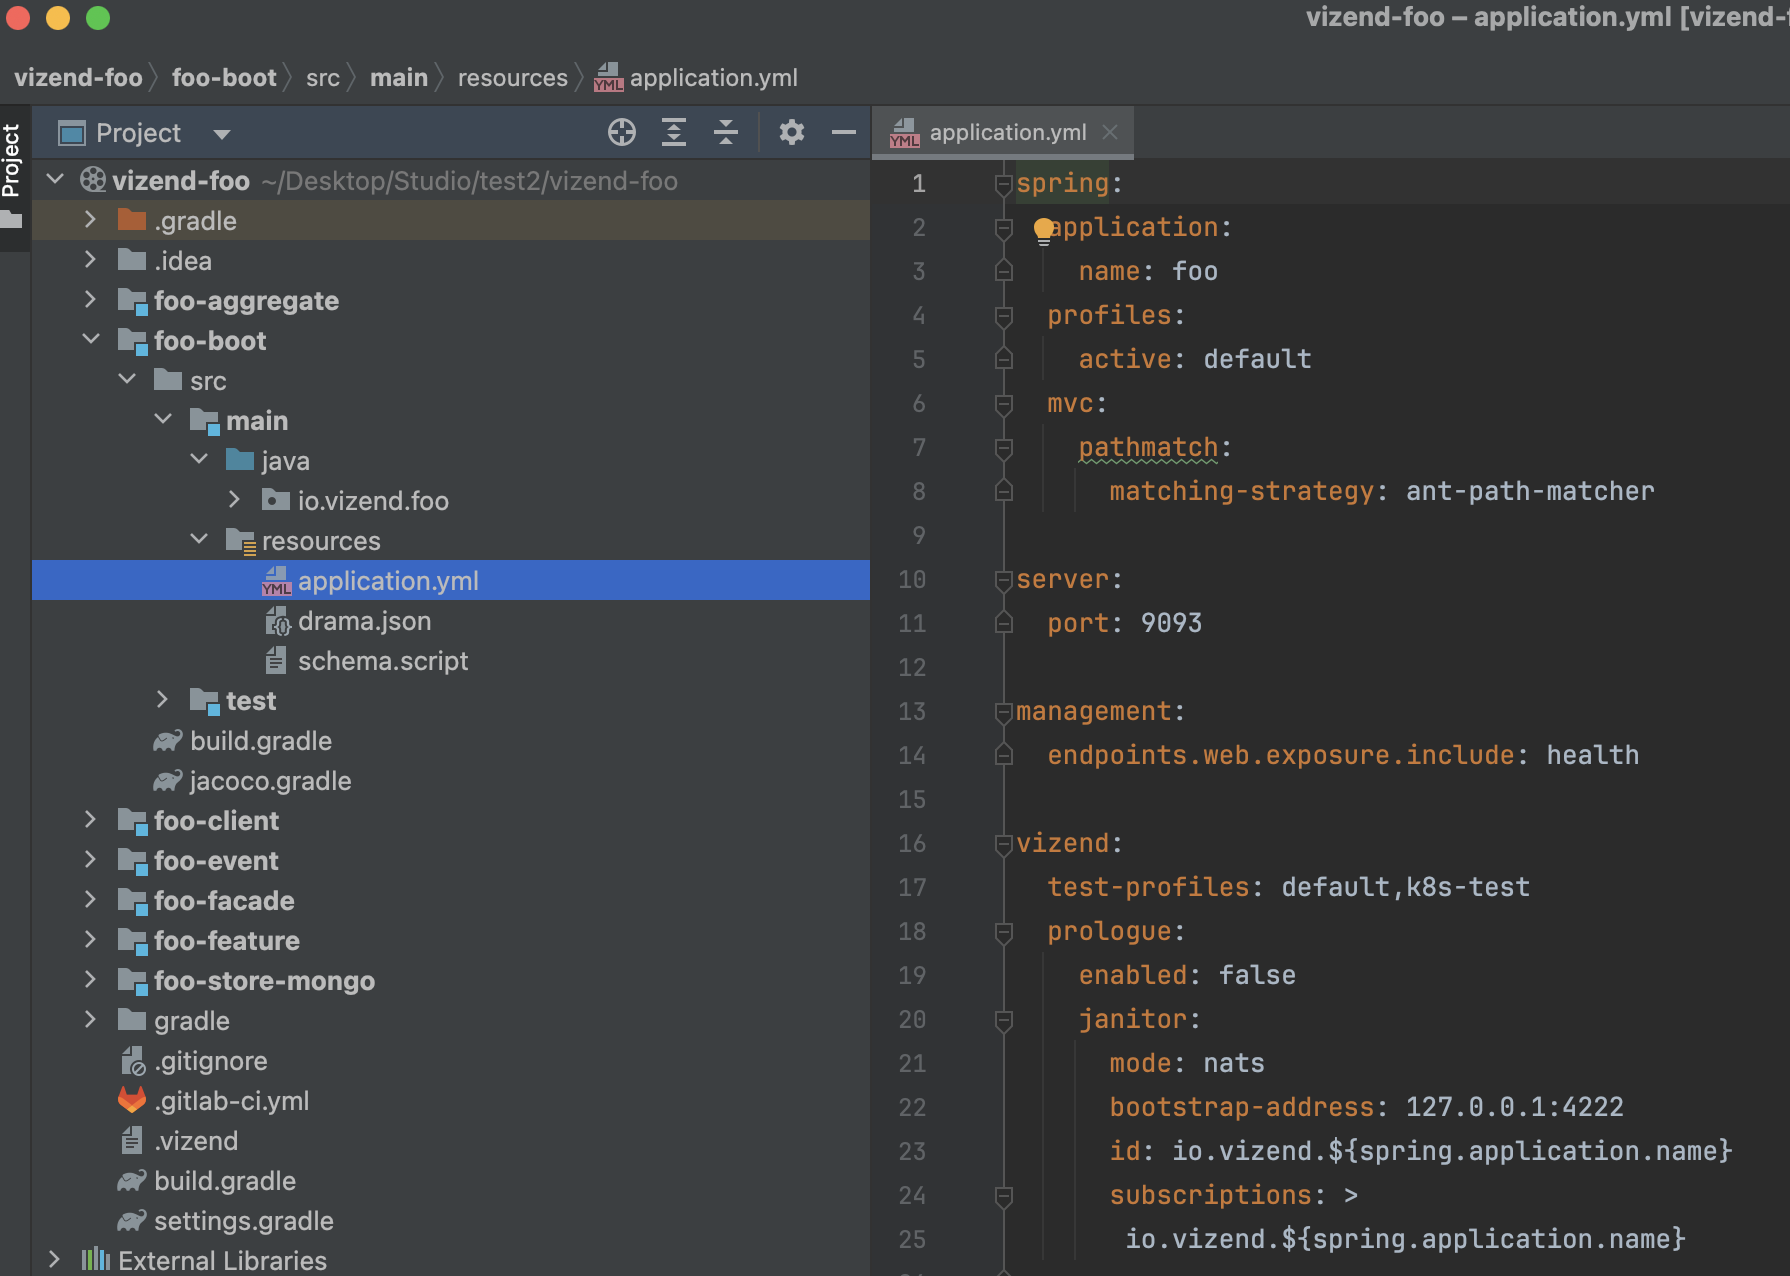 vizend-foo – application.yml [vizend-
vizend-foo foo-boot src main resources application.yml
Project
Project
vizend-foo ~/Desktop/Studio/test2/vizend-foo
.gradle
.idea
foo-aggregate
foo-boot
src
main
java
io.vizend.foo
resources
application.yml
drama.json
schema.script
test
build.gradle
jacoco.gradle
foo-client
foo-event
foo-facade
foo-feature
foo-store-mongo
gradle
.gitignore
.gitlab-ci.yml
.vizend
build.gradle
settings.gradle
External Libraries
application.yml
1 spring:
2 application:
3 name: foo
4 profiles:
5 active: default
6 mvc:
7 pathmatch:
8 matching-strategy: ant-path-matcher
9
10 server:
11 port: 9093
12
13 management:
14 endpoints.web.exposure.include: health
15
16 vizend:
17 test-profiles: default,k8s-test
18 prologue:
19 enabled: false
20 janitor:
21 mode: nats
22 bootstrap-address: 127.0.0.1:4222
23 id: io.vizend.${spring.application.name}
24 subscriptions: >
25 io.vizend.${spring.application.name}